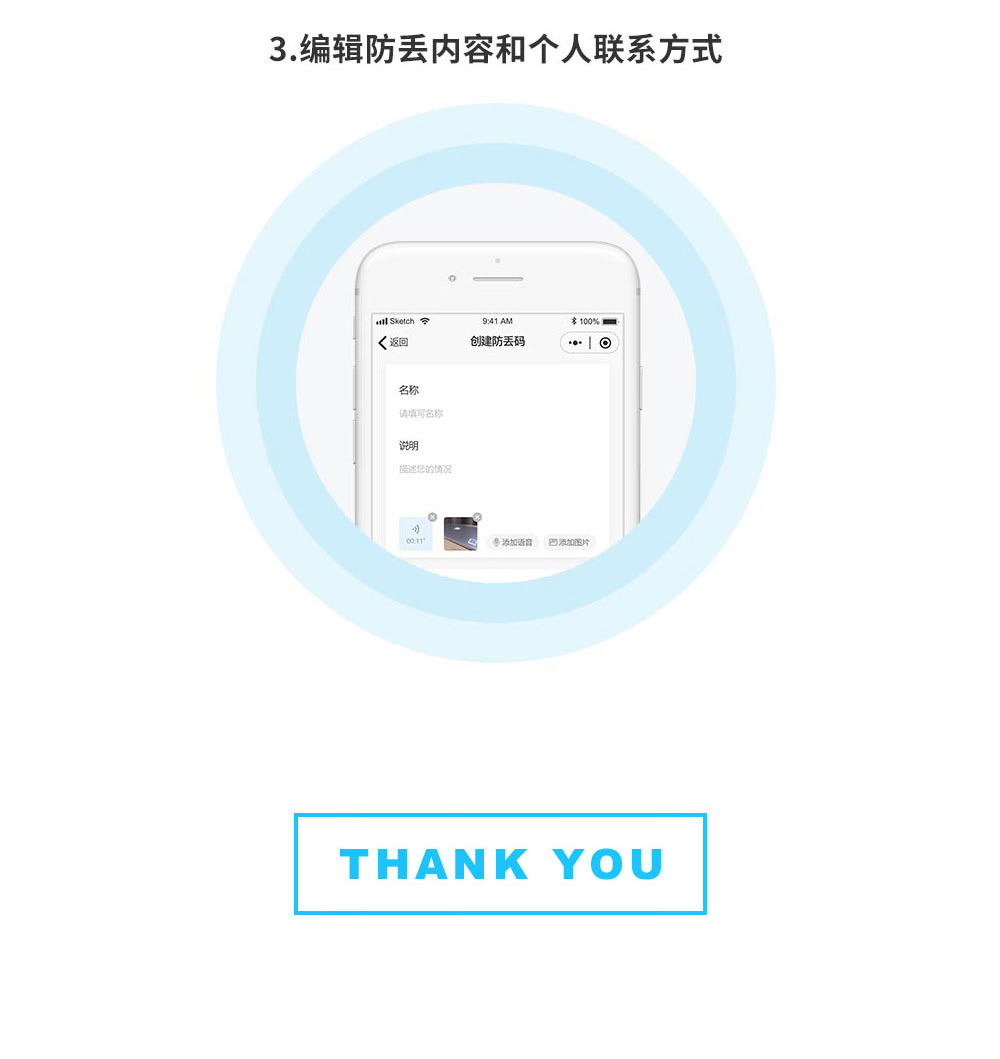 3.编辑防丢内容和个人联系方式
Sketch 9:41 AM 100%
返回 创建防丢码
名称
请填写名称
说明
描述您的情况
00:11" 添加语音 添加图片
THANK YOU